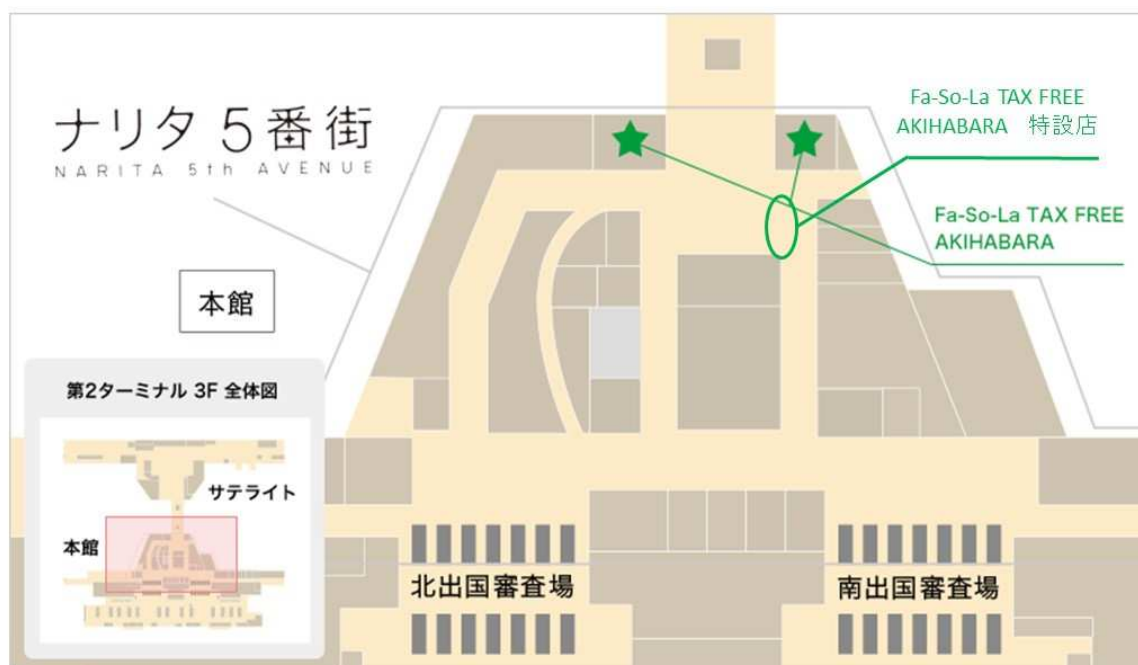 ナリタ 5番街
NARITA 5th AVENUE
Fa-So-La TAX FREE
AKIHABARA 特設店
Fa-So-La TAX FREE
AKIHABARA
本館
第2ターミナル 3F 全体図
サテライト
本館
北出国審査場
南出国審査場